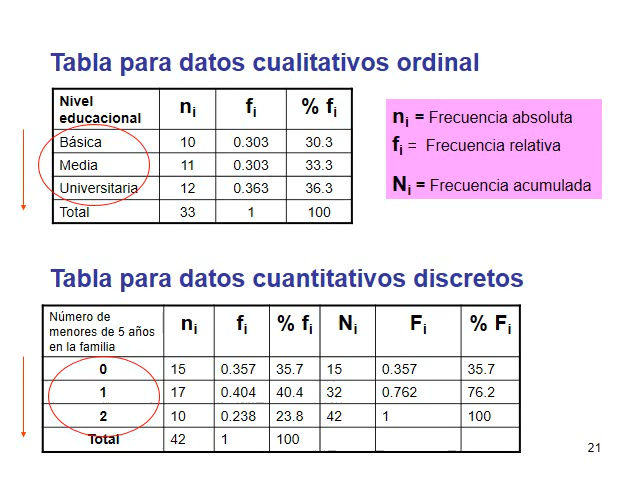 Tabla para datos cualitativos ordinal
Nivel educacional ni fi % fi
Básica 10 0.303 30.3
Media 11 0.303 33.3
Universitaria 12 0.363 36.3
Total 33 1 100
ni = Frecuencia absoluta
fi = Frecuencia relativa
Ni = Frecuencia acumulada
Tabla para datos cuantitativos discretos
Número de menores de 5 años en la familia ni fi % fi Ni Fi % Fi
0 15 0.357 35.7 15 0.357 35.7
1 17 0.404 40.4 32 0.762 76.2
2 10 0.238 23.8 42 1 100
Total 42 1 100
21